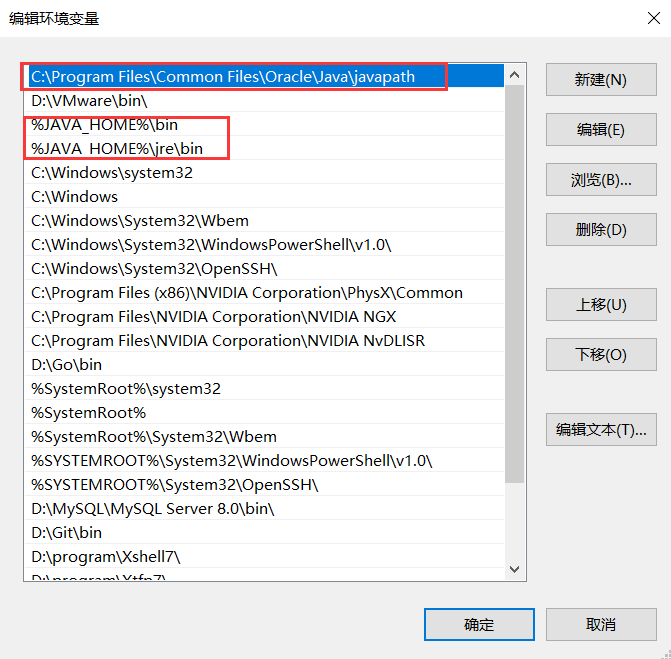 编辑环境变量
C:\Program Files\Common Files\Oracle\Java\javapath
D:\VMware\bin\
%JAVA_HOME%\bin
%JAVA_HOME%\jre\bin
C:\Windows\system32
C:\Windows
C:\Windows\System32\Wbem
C:\Windows\System32\WindowsPowerShell\v1.0\
C:\Windows\System32\OpenSSH\
C:\Program Files (x86)\NVIDIA Corporation\PhysX\Common
C:\Program Files\NVIDIA Corporation\NVIDIA NGX
C:\Program Files\NVIDIA Corporation\NVIDIA NvDLISR
D:\Go\bin
%SystemRoot%\system32
%SystemRoot%
%SystemRoot%\System32\Wbem
%SYSTEMROOT%\System32\WindowsPowerShell\v1.0\
%SYSTEMROOT%\System32\OpenSSH\
D:\MySQL\MySQL Server 8.0\bin\
D:\Git\bin
D:\program\Xshell7\
D:\program\Xftp7\
新建(N)
编辑(E)
浏览(B)...
删除(D)
上移(U)
下移(O)
编辑文本(T)...
确定
取消